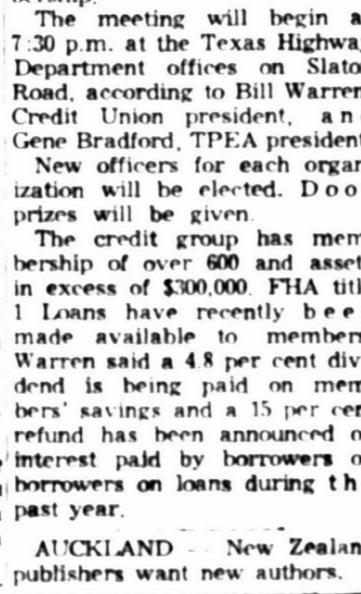 The meeting will begin a
7:30 p.m. at the Texas Highwa
Department offices on Slato
Road, according to Bill Warren
Credit Union president, an
Gene Bradford, TPEA president
New officers for each organ
ization will be elected. Doo
prizes will be given.
The credit group has mem
bership of over 600 and asset
in excess of $300,000. FHA titl
1 Loans have recently bee
made available to members
Warren said a 4.8 per cent div
dend is being paid on mem
bers' savings and a 15 per cen
refund has been announced o
interest paid by borrowers o
borrowers on loans during th
past year.
AUCKLAND -- New Zealan
publishers want new authors.